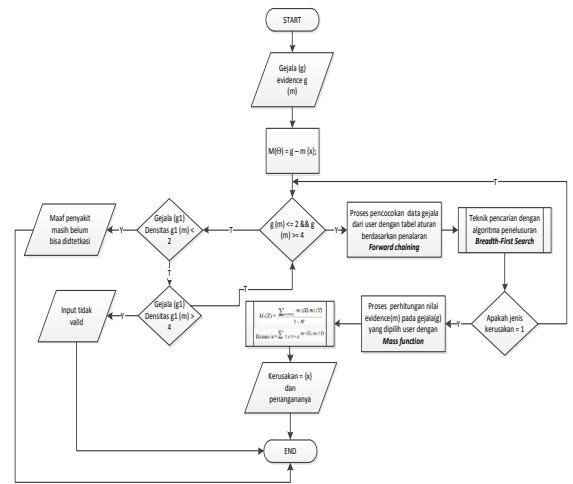 START
Gejala (g)
evidence g
(m)
M(Θ) = g – m {x};
T
g (m) <= 2 && g
(m) >= 4
T
Y
Gejala (g1)
Densitas g1 (m) <
2
Y
Maaf penyakit
masih belum
bisa didtetkasi
T
T
Gejala (g1)
Densitas g1 (m) >
4
Y
Input tidak
valid
Proses pencocokan data gejala
dari user dengan tabel aturan
berdasarkan penalaran
Forward chaining
Teknik pencarian dengan
algoritma penelusuran
Breadth-First Search
Apakah jenis
kerusakan = 1
Y
Proses perhitungan nilai
evidence(m) pada gejala(g)
yang dipilih user dengan
Mass function
Kerusakan = {x}
dan
penangananya
END